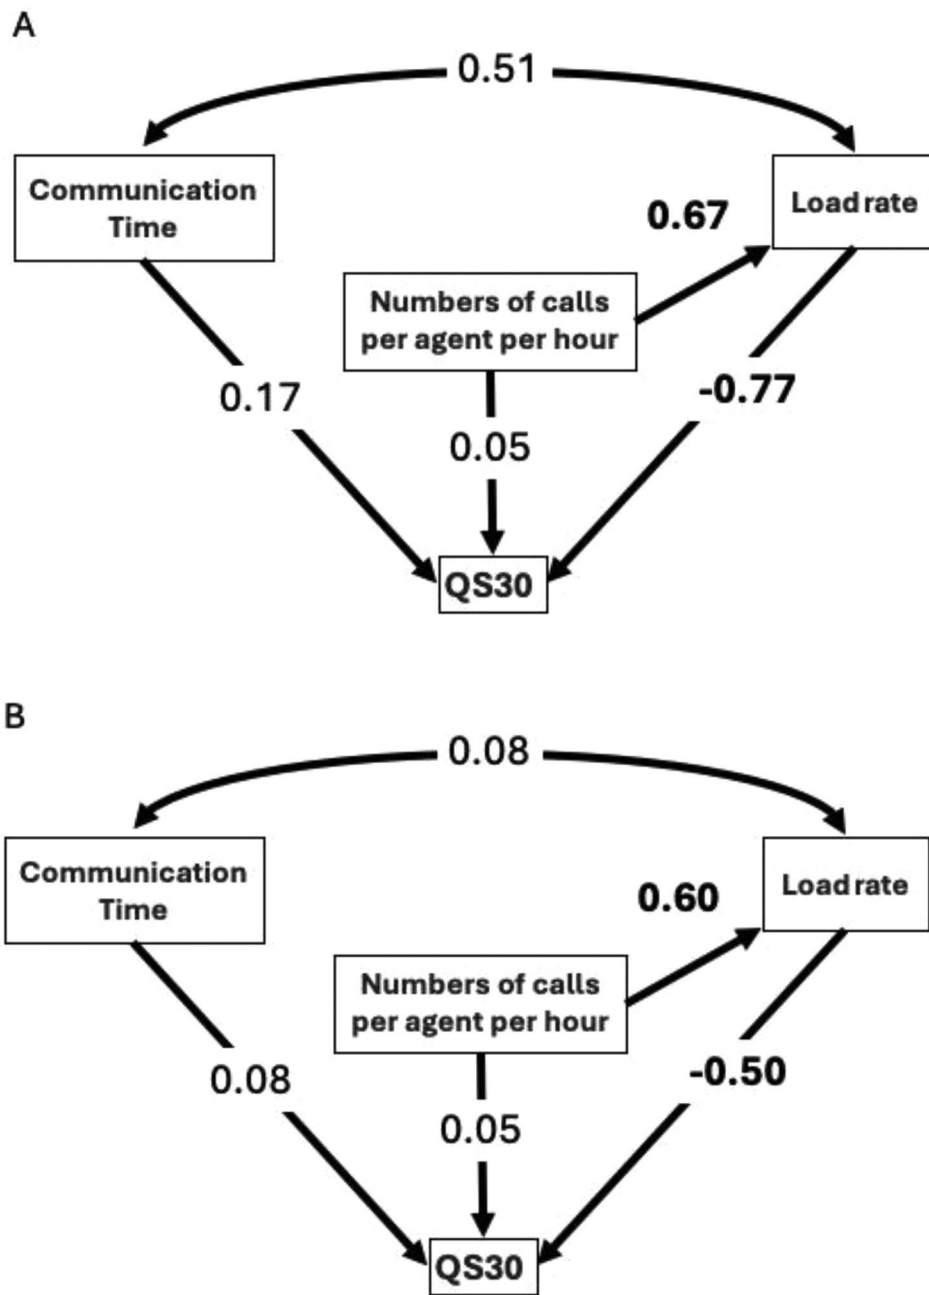 A
0.51
Communication
Time
Load rate
0.67
Numbers of calls
per agent per hour
0.17
-0.77
0.05
QS30
B
0.08
Communication
Time
Load rate
0.60
Numbers of calls
per agent per hour
0.08
-0.50
0.05
QS30